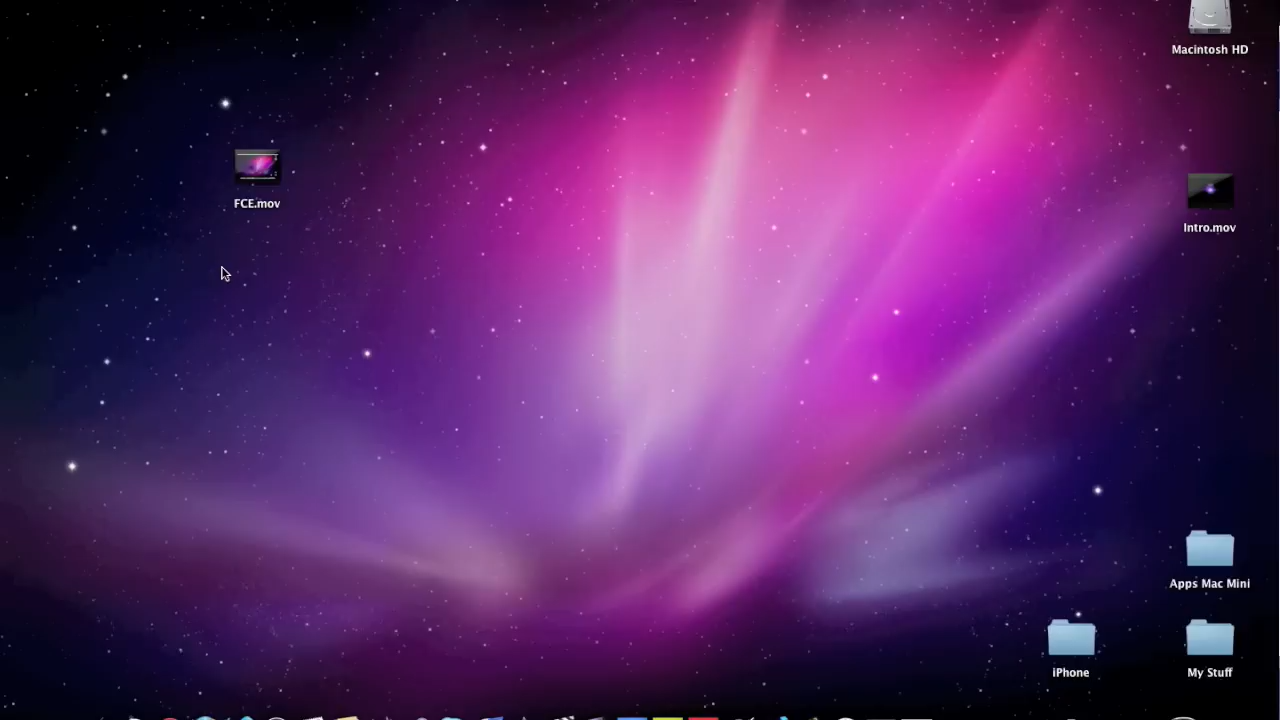 Macintosh HD
FCE.mov
Intro.mov
Apps Mac Mini
iPhone
My Stuff